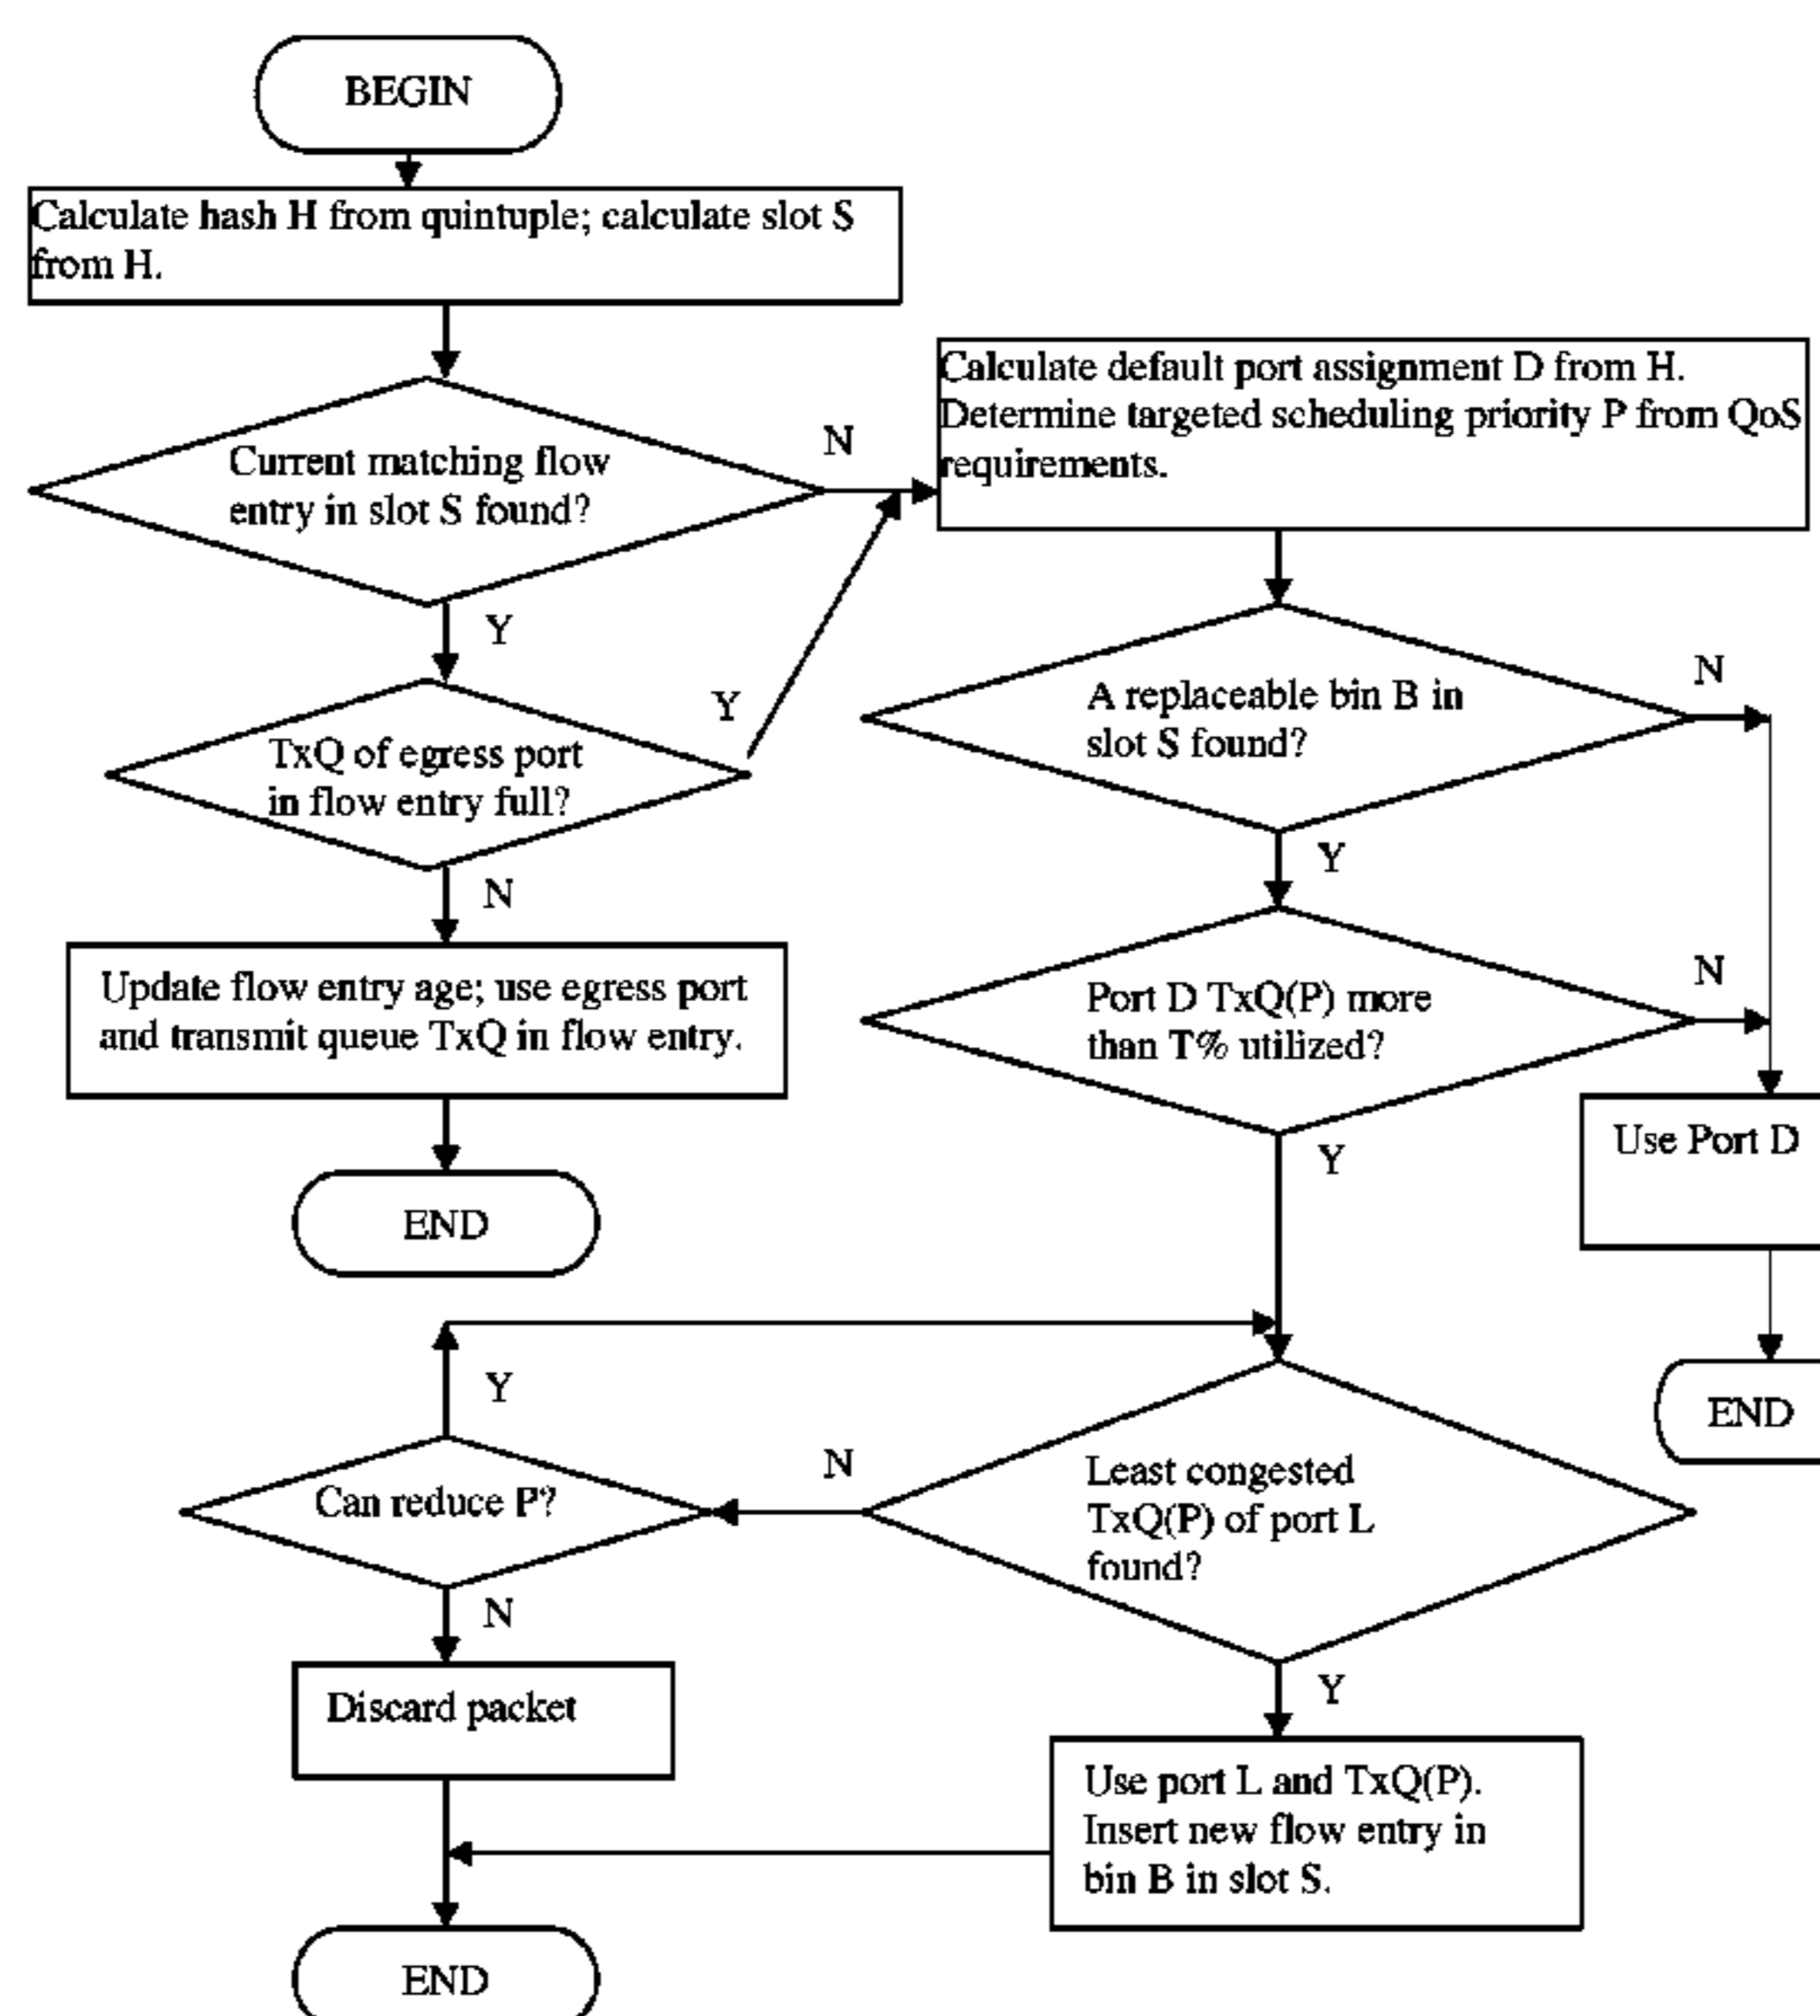 BEGIN
Calculate hash H from quintuple; calculate slot S
from H.
Current matching flow
entry in slot S found?
N
Y
TxQ of egress port
in flow entry full?
Y
N
Update flow entry age; use egress port
and transmit queue TxQ in flow entry.
END
Calculate default port assignment D from H.
Determine targeted scheduling priority P from QoS
requirements.
A replaceable bin B in
slot S found?
N
Y
Port D TxQ(P) more
than T% utilized?
N
Y
Use Port D
END
Least congested
TxQ(P) of port L
found?
N
Y
Can reduce P?
Y
N
Discard packet
Use port L and TxQ(P).
Insert new flow entry in
bin B in slot S.
END